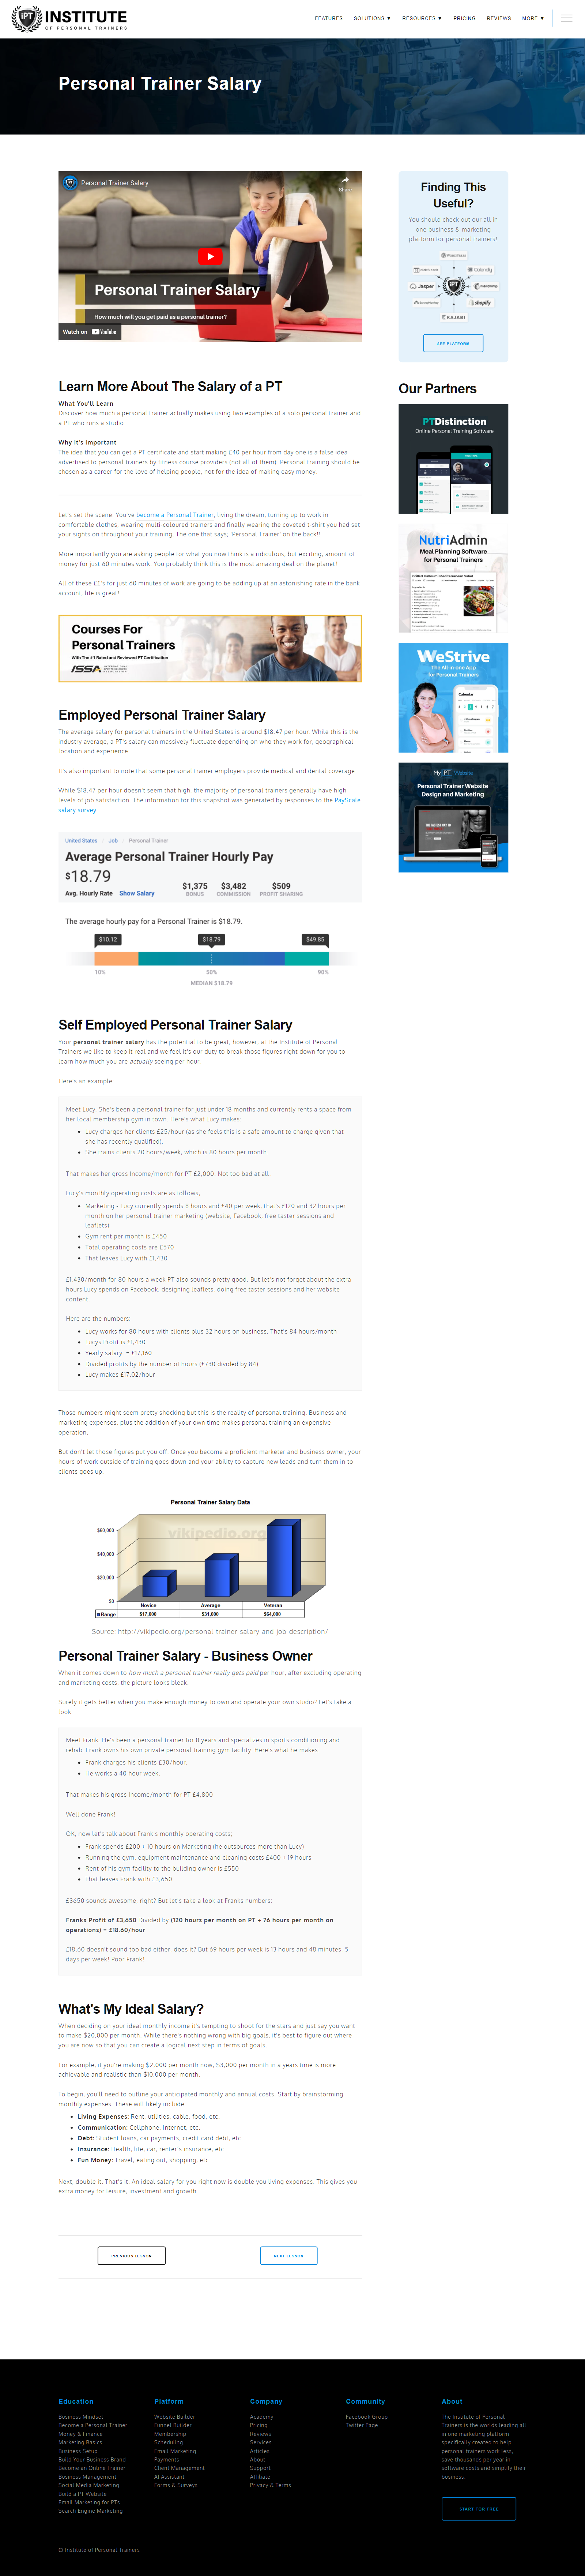 IPT INSTITUTE
OF PERSONAL TRAINERS
FEATURES SOLUTIONS ▼ RESOURCES ▼ PRICING REVIEWS MORE ▼
Personal Trainer Salary
Personal Trainer Salary
Share
Personal Trainer Salary
How much will you get paid as a personal trainer?
Watch on YouTube
Finding This
Useful?
You should check out our all in
one business & marketing
platform for personal trainers!
Calendly
Jasper
mailchimp
shopify
KAJABI
SEE PLATFORM
Our Partners
PTDistinction
Online Personal Training Software
NutriAdmin
Meal Planning Software
for Personal Trainers
WeStrive
The All-in-one App
for Personal Trainers
Calendar
My PT Website
Personal Trainer Website
Design and Marketing
Learn More About The Salary of a PT
What You'll Learn
Discover how much a personal trainer actually makes using two examples of a solo personal trainer and
a PT who runs a studio.
Why it's Important
The idea that you can get a PT certificate and start making £40 per hour from day one is a false idea
advertised to personal trainers by fitness course providers (not all of them). Personal training should be
chosen as a career for the love of helping people, not for the idea of making easy money.
Let's set the scene: You've become a Personal Trainer, living the dream, turning up to work in
comfortable clothes, wearing multi-coloured trainers and finally wearing the coveted t-shirt you had set
your sights on throughout your training. The one that says, 'Personal Trainer' on the back!!
More importantly you are asking people for what you now think is a ridiculous, but exciting, amount of
money for just 60 minutes work. You probably think this is the most amazing deal on the planet!
All of these ££'s for just 60 minutes of work are going to be adding up at an astonishing rate in the bank
account, life is great!
COURSES FOR
PERSONAL TRAINERS
With The #1 Rated and Reviewed PT Certification
ISSA
Employed Personal Trainer Salary
The average salary for personal trainers in the United States is around $18.47 per hour. While this is the
industry average, a PT's salary can massively fluctuate depending on who they work for, geographical
location and experience.
It's also important to note that some personal trainer employers provide medical and dental coverage.
While $18.47 per hour doesn't seem that high, the majority of personal trainers generally have high
levels of job satisfaction. The information for this snapshot was generated by responses to the PayScale
salary survey.
United States / Job / Personal Trainer
Average Personal Trainer Hourly Pay
$18.79
Avg. Hourly Rate Show Salary
$1,375
BONUS
$3,482
COMMISSION
$509
PROFIT SHARING
The average hourly pay for a Personal Trainer is $18.79.
$10.12 $18.79 $49.85
10% 50% 90%
MEDIAN $18.79
Self Employed Personal Trainer Salary
Your personal trainer salary has the potential to be great, however, at the Institute of Personal
Trainers we like to keep it real and we feel it's our duty to break those figures right down for you to
learn how much you are actually seeing per hour.
Here's an example:
Meet Lucy. She's been a personal trainer for just under 18 months and currently rents a space from
her local membership gym in town. Here's what Lucy makes:
Lucy charges her clients £25/hour (as she feels this is a safe amount to charge given that
she has recently qualified).
She trains clients 20 hours/week, which is 80 hours per month.
That makes her gross Income/month for PT £2,000. Not too bad at all.
Lucy's monthly operating costs are as follows;
Marketing - Lucy currently spends 8 hours and £40 per week, that's £120 and 32 hours per
month on her personal trainer marketing (website, Facebook, free taster sessions and
leaflets)
Gym rent per month is £450
Total operating costs are £570
That leaves Lucy with £1,430
£1,430/month for 80 hours a week PT also sounds pretty good. But let's not forget about the extra
hours Lucy spends on Facebook, designing leaflets, doing free taster sessions and her website
content.
Here are the numbers:
Lucy works for 80 hours with clients plus 32 hours on business. That's 84 hours/month
Lucys Profit is £1,430
Yearly salary = £17,160
Divided profits by the number of hours (£730 divided by 84)
Lucy makes £17.02/hour
Those numbers might seem pretty shocking but this is the reality of personal training. Business and
marketing expenses, plus the addition of your own time makes personal training an expensive
operation.
But don't let those figures put you off. Once you become a proficient marketer and business owner, your
hours of work outside of training goes down and your ability to capture new leads and turn them in to
clients goes up.
Personal Trainer Salary Data
vikipedio.org
$60,000
$40,000
$20,000
$0
Novice Average Veteran
Range $17,000 $31,000 $64,000
Source: http://vikipedio.org/personal-trainer-salary-and-job-description/
Personal Trainer Salary - Business Owner
When it comes down to how much a personal trainer really gets paid per hour, after excluding operating
and marketing costs, the picture looks bleak.
Surely it gets better when you make enough money to own and operate your own studio? Let's take a
look:
Meet Frank. He's been a personal trainer for 8 years and specializes in sports conditioning and
rehab. Frank owns his own private personal training gym facility. Here's what he makes:
Frank charges his clients £30/hour.
He works a 40 hour week.
That makes his gross Income/month for PT £4,800
Well done Frank!
OK, now let's talk about Frank's monthly operating costs;
Frank spends £200 + 10 hours on Marketing (he outsources more than Lucy)
Running the gym, equipment maintenance and cleaning costs £400 + 19 hours
Rent of his gym facility to the building owner is £550
That leaves Frank with £3,650
£3650 sounds awesome, right? But let's take a look at Franks numbers:
Franks Profit of £3,650 Divided by (120 hours per month on PT + 76 hours per month on
operations) = £18.60/hour
£18.60 doesn't sound too bad either, does it? But 69 hours per week is 13 hours and 48 minutes, 5
days per week! Poor Frank!
What's My Ideal Salary?
When deciding on your ideal monthly income it's tempting to shoot for the stars and just say you want
to make $20,000 per month. While there's nothing wrong with big goals, it's best to figure out where
you are now so that you can create a logical next step in terms of goals.
For example, if you're making $2,000 per month now, $3,000 per month in a years time is more
achievable and realistic than $10,000 per month.
To begin, you'll need to outline your anticipated monthly and annual costs. Start by brainstorming
monthly expenses. These will likely include:
Living Expenses: Rent, utilities, cable, food, etc.
Communication: Cellphone, Internet, etc.
Debt: Student loans, car payments, credit card debt, etc.
Insurance: Health, life, car, renter's insurance, etc.
Fun Money: Travel, eating out, shopping, etc.
Next, double it. That's it. An ideal salary for you right now is double you living expenses. This gives you
extra money for leisure, investment and growth.
PREVIOUS LESSON NEXT LESSON
Education
Business Mindset
Become a Personal Trainer
Money & Finance
Marketing Basics
Business Setup
Build Your Business Brand
Become an Online Trainer
Business Management
Social Media Marketing
Build a PT Website
Email Marketing for PTs
Search Engine Marketing
Platform
Website Builder
Funnel Builder
Membership
Scheduling
Email Marketing
Payments
Client Management
AI Assistant
Forms & Surveys
Company
Academy
Pricing
Reviews
Services
Articles
About
Support
Affiliate
Privacy & Terms
Community
Facebook Group
Twitter Page
About
The Institute of Personal
Trainers is the worlds leading all
in one marketing platform
specifically created to help
personal trainers work less,
save thousands per year in
software costs and simplify their
business.
START FOR FREE
© Institute of Personal Trainers